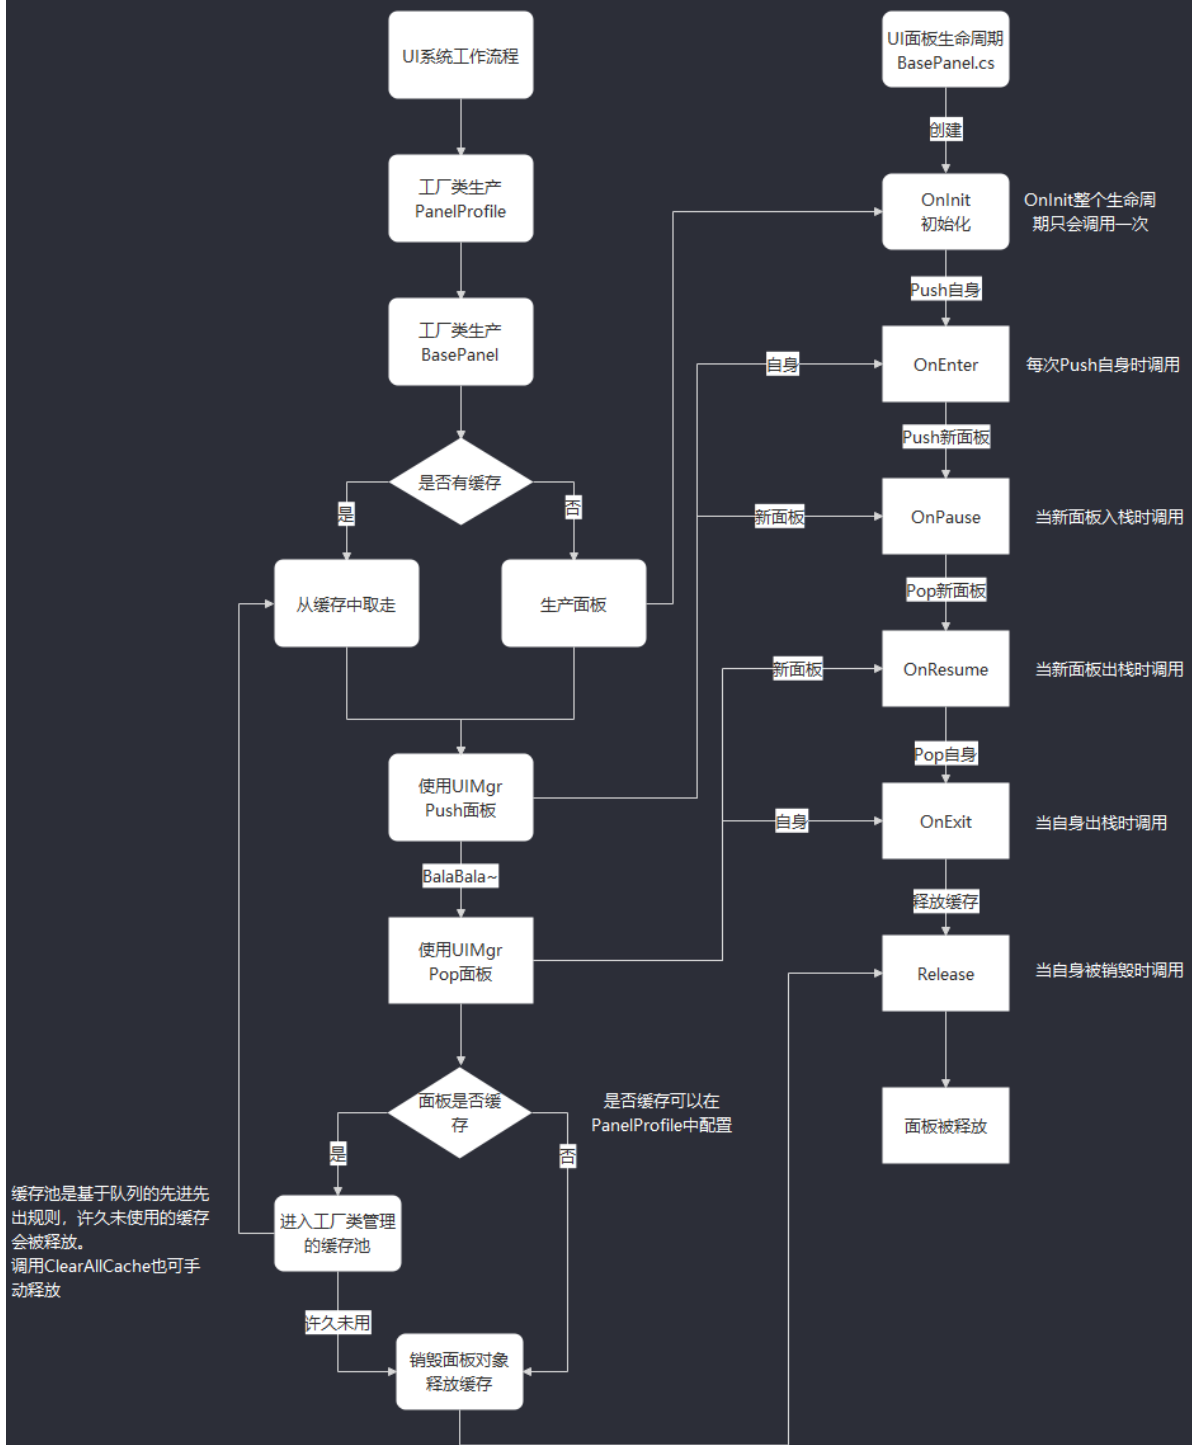 UI系统工作流程
工厂类生产
PanelProfile
工厂类生产
BasePanel
是否有缓存
是
否
从缓存中取走
生产面板
使用UIMgr
Push面板
BalaBala~
使用UIMgr
Pop面板
面板是否缓
存
是否缓存可以在
PanelProfile中配置
是
否
缓存池是基于队列的先进先
出规则，许久未使用的缓存
会被释放。
调用ClearAllCache也可手
动释放
进入工厂类管理
的缓存池
许久未用
销毁面板对象
释放缓存
UI面板生命周期
BasePanel.cs
创建
OnInit
初始化
OnInit整个生命周
期只会调用一次
Push自身
自身
OnEnter
每次Push自身时调用
Push新面板
新面板
OnPause
当新面板入栈时调用
Pop新面板
新面板
OnResume
当新面板出栈时调用
Pop自身
自身
OnExit
当自身出栈时调用
释放缓存
Release
当自身被销毁时调用
面板被释放